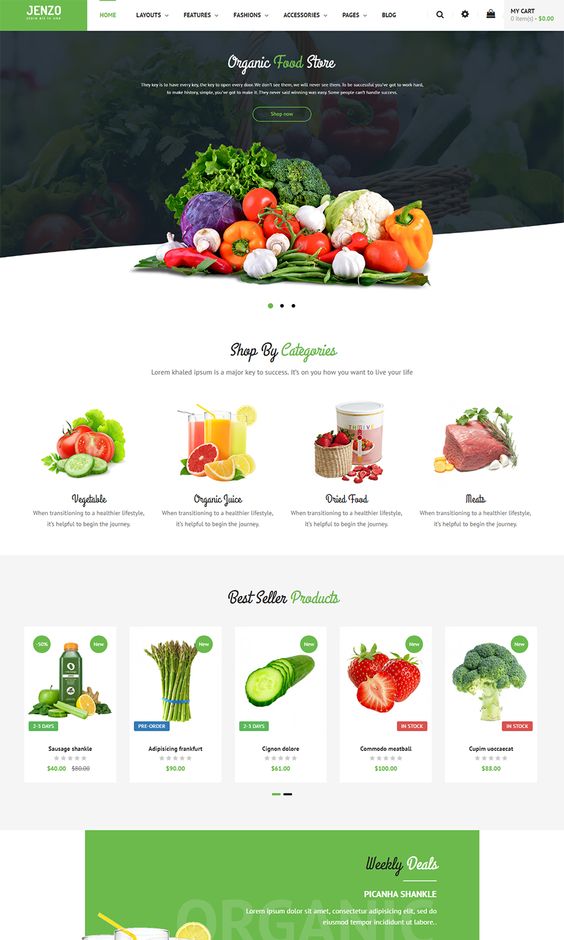 JENZO
HOME LAYOUTS FEATURES FASHIONS ACCESSORIES PAGES BLOG
MY CART
0 item(s) - $0.00
Organic Food Store
They key is to have every key, the key to open every door. We don't see them, we will never see them. To be successful you've got to work hard,
to make history, simple, you've got to make it. They never said winning was easy. Some people can't handle success.
Shop now
Shop By Categories
Lorem khaled ipsum is a major key to success. It's on you how you want to live your life
THRIVE
Vegetable
Organic Juice
Dried Food
Meats
When transitioning to a healthier lifestyle,
it's helpful to begin the journey.
When transitioning to a healthier lifestyle,
it's helpful to begin the journey.
When transitioning to a healthier lifestyle,
it's helpful to begin the journey.
When transitioning to a healthier lifestyle,
it's helpful to begin the journey.
Best Seller Products
-50% New
New
New
New
2-3 DAYS
PRE-ORDER
2-3 DAYS
IN STOCK
IN STOCK
Sausage shankle
Adipisicing frankfurt
Cignon dolore
Commodo meatball
Cupim uoccaecat
$40.00 $80.00
$90.00
$61.00
$100.00
$88.00
Weekly Deals
PICANHA SHANKLE
ORGANIC
Lorem ipsum dolor sit amet, consectetur adipisicing elit, sed do
eiusmod tempor incididunt ut labore..